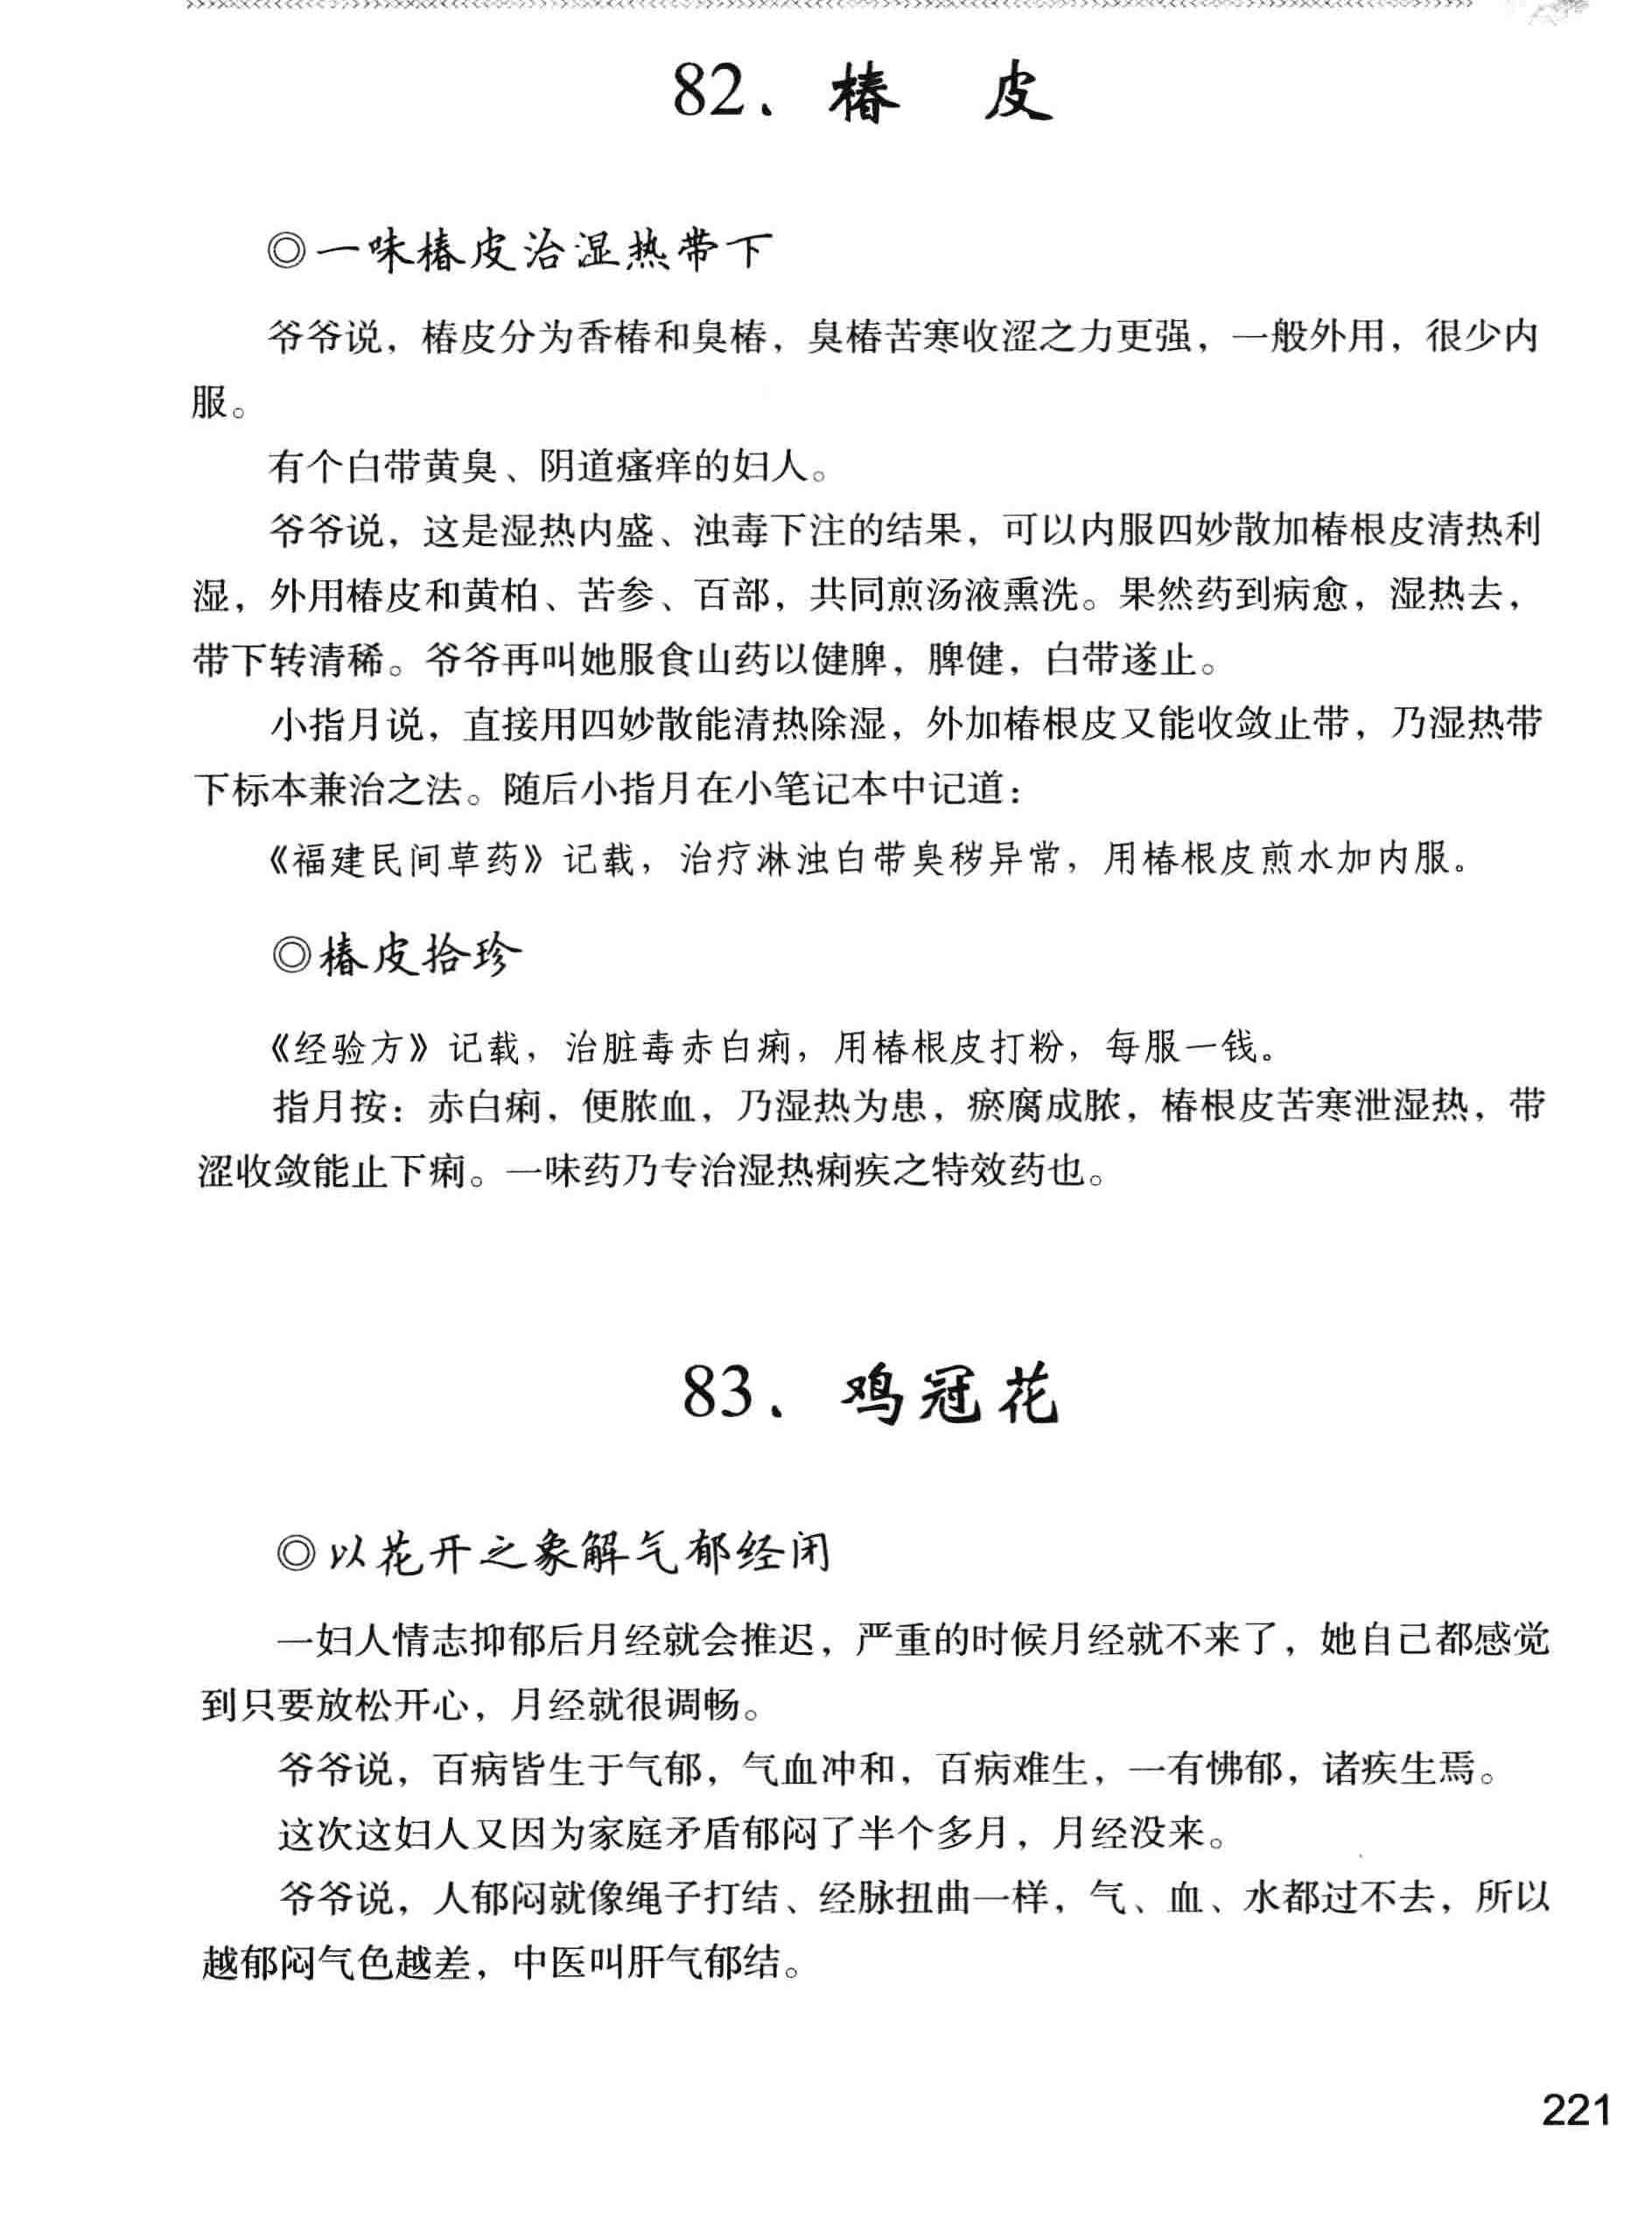 82. 椿 皮
◎一味椿皮治湿热带下
爷爷说，椿皮分为香椿和臭椿，臭椿苦寒收涩之力更强，一般外用，很少内
服。
有个白带黄臭、阴道瘙痒的妇人。
爷爷说，这是湿热内盛、浊毒下注的结果，可以内服四妙散加椿根皮清热利
湿，外用椿皮和黄柏、苦参、百部，共同煎汤液熏洗。果然药到病愈，湿热去，
带下转清稀。爷爷再叫她服食山药以健脾，脾健，白带遂止。
小指月说，直接用四妙散能清热除湿，外加椿根皮又能收敛止带，乃湿热带
下标本兼治之法。随后小指月在小笔记本中记道：
《福建民间草药》记载，治疗淋浊白带臭秽异常，用椿根皮煎水加内服。
◎椿皮拾珍
《经验方》记载，治脏毒赤白痢，用椿根皮打粉，每服一钱。
指月按：赤白痢，便脓血，乃湿热为患，瘀腐成脓，椿根皮苦寒泄湿热，带
涩收敛能止下痢。一味药乃专治湿热痢疾之特效药也。
83. 鸡冠花
◎以花开之象解气郁经闭
一妇人情志抑郁后月经就会推迟，严重的时候月经就不来了，她自己都感觉
到只要放松开心，月经就很调畅。
爷爷说，百病皆生于气郁，气血冲和，百病难生，一有怫郁，诸疾生焉。
这次这妇人又因为家庭矛盾郁闷了半个多月，月经没来。
爷爷说，人郁闷就像绳子打结、经脉扭曲一样，气、血、水都过不去，所以
越郁闷气色越差，中医叫肝气郁结。
221